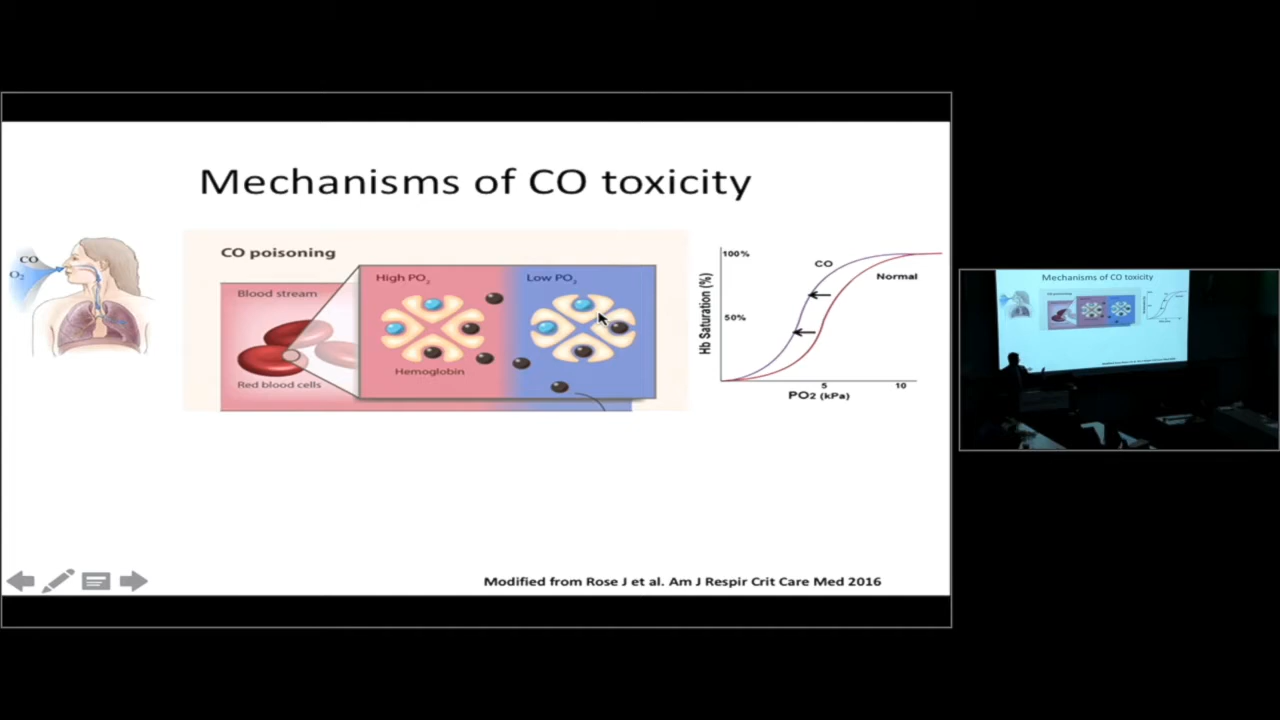 Mechanisms of CO toxicity
CO
O₂
CO poisoning
Blood stream
Red blood cells
High PO₂
Hemoglobin
Low PO₂
Hb Saturation (%)
100%
50%
CO
Normal
5
10
PO2 (kPa)
Modified from Rose J et al. Am J Respir Crit Care Med 2016
Mechanisms of CO toxicity